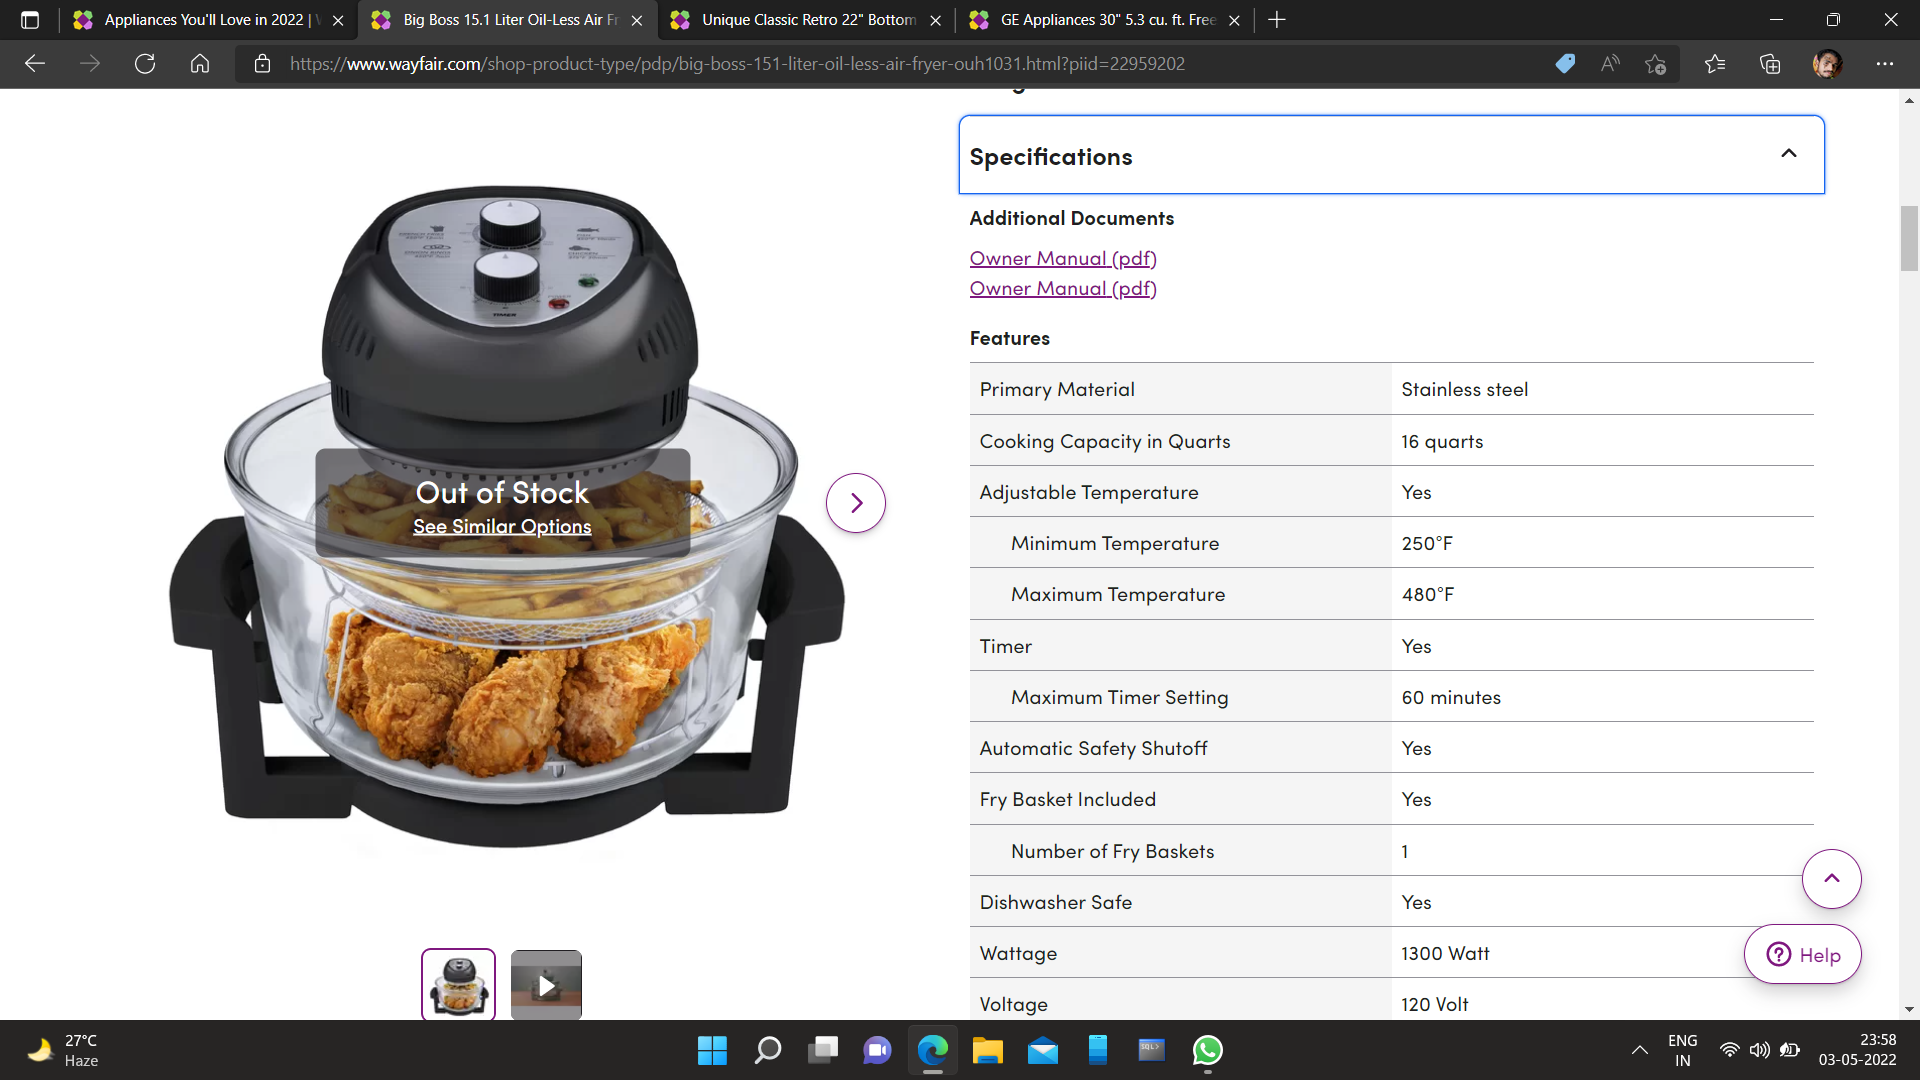 Appliances You'll Love in 2022 |
Big Boss 15.1 Liter Oil-Less Air Fr
Unique Classic Retro 22" Bottom
GE Appliances 30" 5.3 cu. ft. Free
https://www.wayfair.com/shop-product-type/pdp/big-boss-151-liter-oil-less-air-fryer-ouh1031.html?piid=22959202
Specifications
Additional Documents
Owner Manual (pdf)
Owner Manual (pdf)
Features
Primary Material Stainless steel
Cooking Capacity in Quarts 16 quarts
Adjustable Temperature Yes
Minimum Temperature 250°F
Maximum Temperature 480°F
Timer Yes
Maximum Timer Setting 60 minutes
Automatic Safety Shutoff Yes
Fry Basket Included Yes
Number of Fry Baskets 1
Dishwasher Safe Yes
Wattage 1300 Watt
Voltage 120 Volt
TIMER
Out of Stock
See Similar Options
Help
27°C
Haze
SQL>
ENG
IN
23:58
03-05-2022